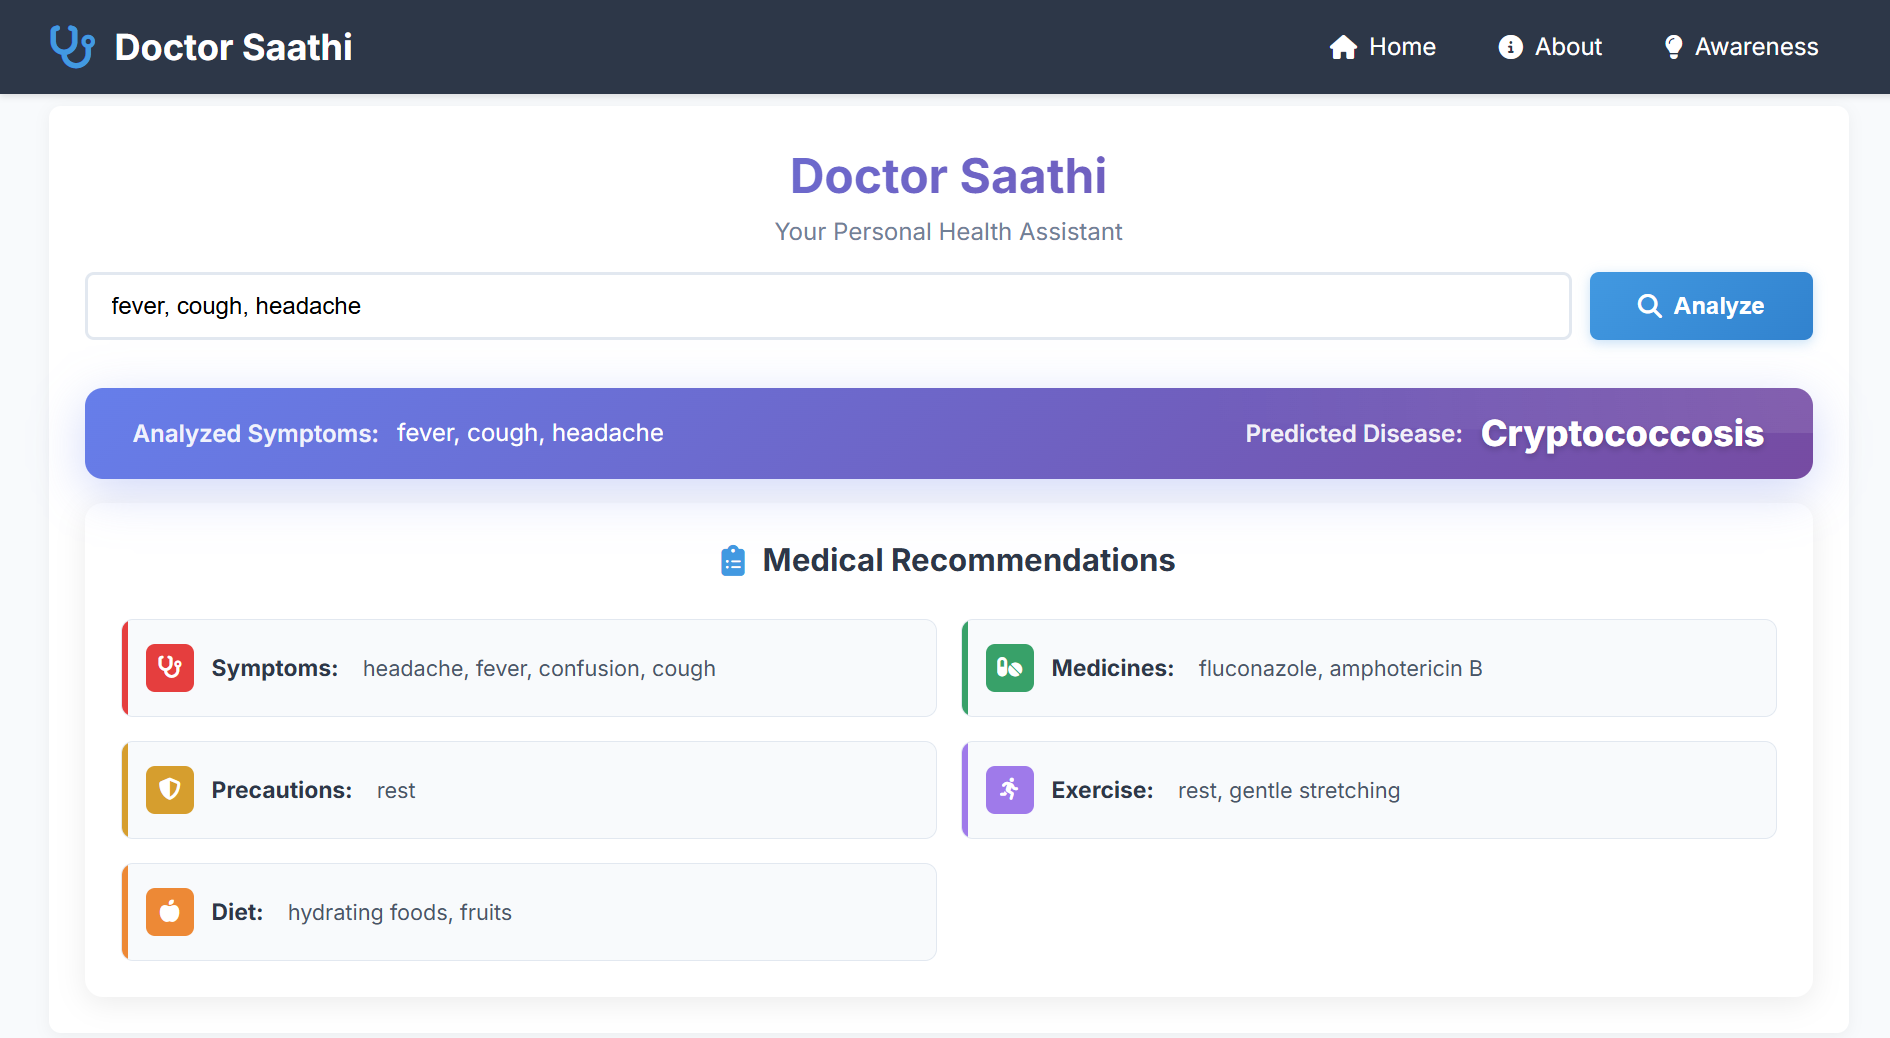 Doctor Saathi
Home
About
Awareness
Doctor Saathi
Your Personal Health Assistant
fever, cough, headache
Analyze
Analyzed Symptoms: fever, cough, headache
Predicted Disease: Cryptococcosis
Medical Recommendations
Symptoms: headache, fever, confusion, cough
Medicines: fluconazole, amphotericin B
Precautions: rest
Exercise: rest, gentle stretching
Diet: hydrating foods, fruits